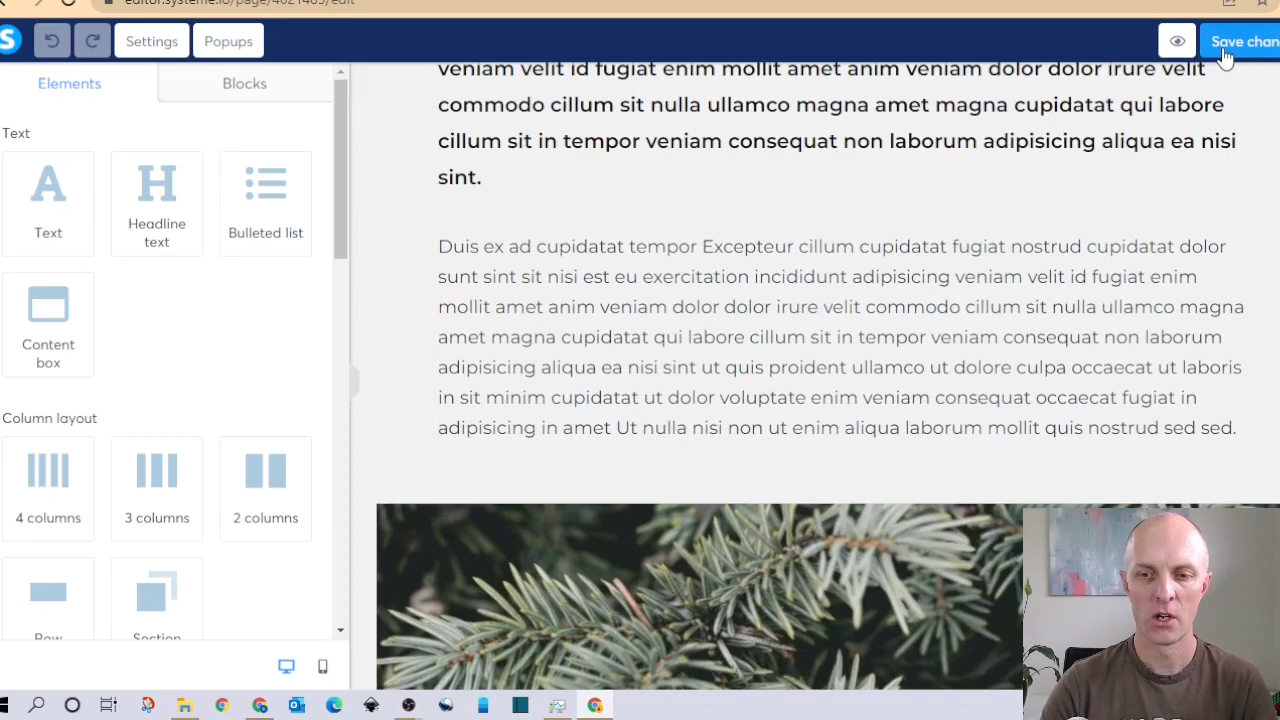 editor.systeme.io/page/4621405/edit
S
Settings
Popups
Save chan
Elements
Blocks
Text
Text
Headline
text
Bulleted list
Content
box
Column layout
4 columns
3 columns
2 columns
Row
Section
veniam velit id fugiat enim mollit amet anim veniam dolor dolor irure velit
commodo cillum sit nulla ullamco magna amet magna cupidatat qui labore
cillum sit in tempor veniam consequat non laborum adipisicing aliqua ea nisi
sint.
Duis ex ad cupidatat tempor Excepteur cillum cupidatat fugiat nostrud cupidatat dolor
sunt sint sit nisi est eu exercitation incididunt adipisicing veniam velit id fugiat enim
mollit amet anim veniam dolor dolor irure velit commodo cillum sit nulla ullamco magna
amet magna cupidatat qui labore cillum sit in tempor veniam consequat non laborum
adipisicing aliqua ea nisi sint ut quis proident ullamco ut dolore culpa occaecat ut laboris
in sit minim cupidatat ut dolor voluptate enim veniam consequat occaecat fugiat in
adipisicing in amet Ut nulla nisi non ut enim aliqua laborum mollit quis nostrud sed sed.